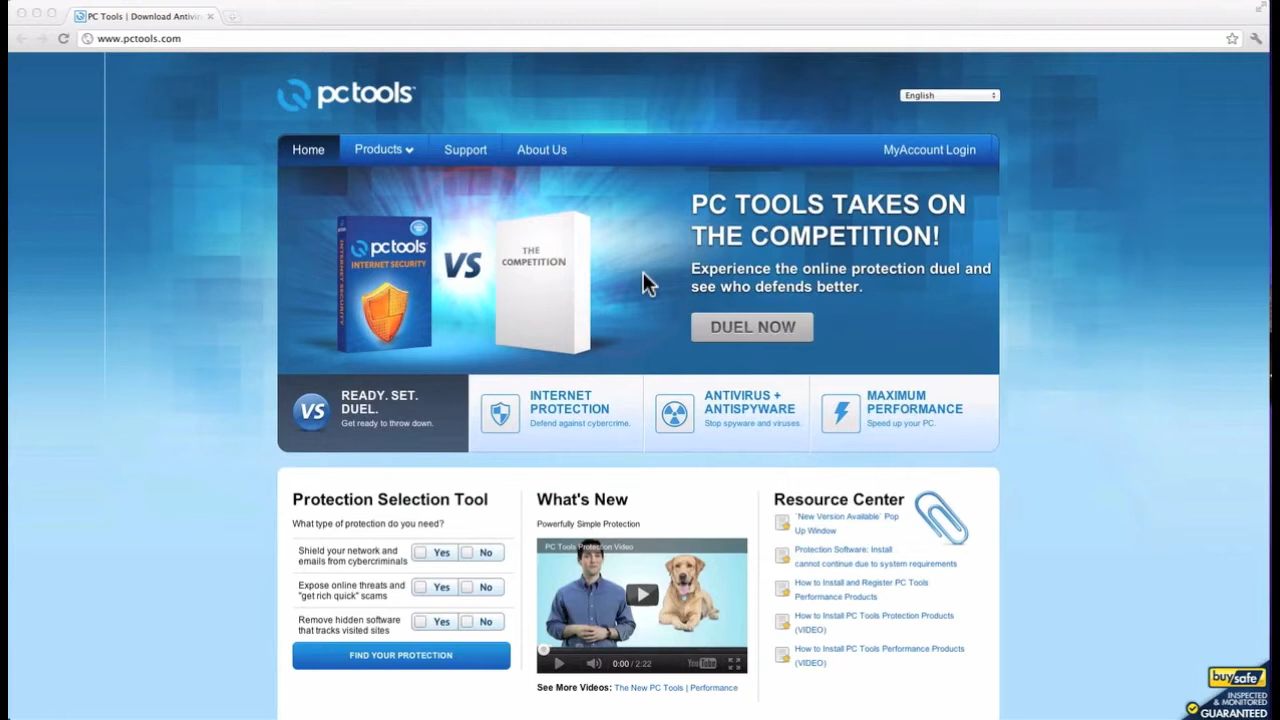 PC Tools | Download Antivir
www.pctools.com
pctools
English
Home
Products
Support
About Us
MyAccount Login
pctools
INTERNET SECURITY
INTERNET SECURITY
VS
THE
COMPETITION
PC TOOLS TAKES ON
THE COMPETITION!
Experience the online protection duel and
see who defends better.
DUEL NOW
VS
READY. SET.
DUEL.
Get ready to throw down.
INTERNET
PROTECTION
Defend against cybercrime.
ANTIVIRUS +
ANTISPYWARE
Stop spyware and viruses.
MAXIMUM
PERFORMANCE
Speed up your PC.
Protection Selection Tool
What type of protection do you need?
Shield your network and
emails from cybercriminals
Yes No
Expose online threats and
"get rich quick" scams
Yes No
Remove hidden software
that tracks visited sites
Yes No
FIND YOUR PROTECTION
What's New
Powerfully Simple Protection
PC Tools Protection Video
0:00 / 2:22
YouTube
See More Videos: The New PC Tools | Performance
Resource Center
`New Version Available` Pop
Up Window
Protection Software: Install
cannot continue due to system requirements
How to Install and Register PC Tools
Performance Products
How to Install PC Tools Protection Products
(VIDEO)
How to Install PC Tools Performance Products
(VIDEO)
buysafe
INSPECTED
& MONITORED
GUARANTEED